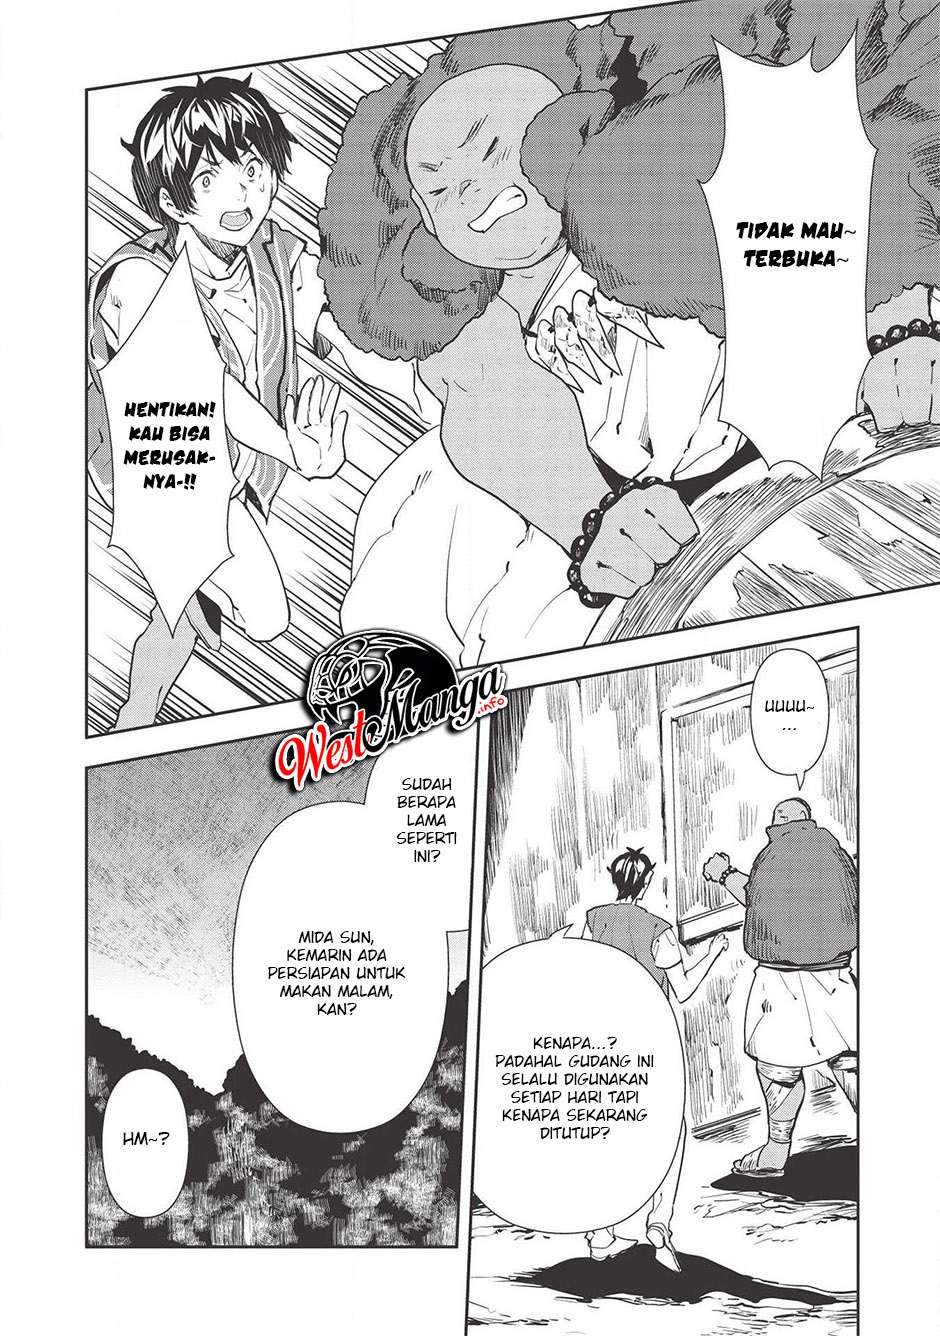 TIDAK MAU~
TERBUKA~
HENTIKAN!
KAU BISA
MERUSAK-
NYA-!!
UUUU~
...
KENAPA...?
PADAHAL GUDANG INI
SELALU DIGUNAKAN
SETIAP HARI TAPI
KENAPA SEKARANG
DITUTUP?
SUDAH
BERAPA
LAMA
SEPERTI
INI?
MIDA SUN,
KEMARIN ADA
PERSIAPAN UNTUK
MAKAN MALAM,
KAN?
HM~?
WestManga
.info